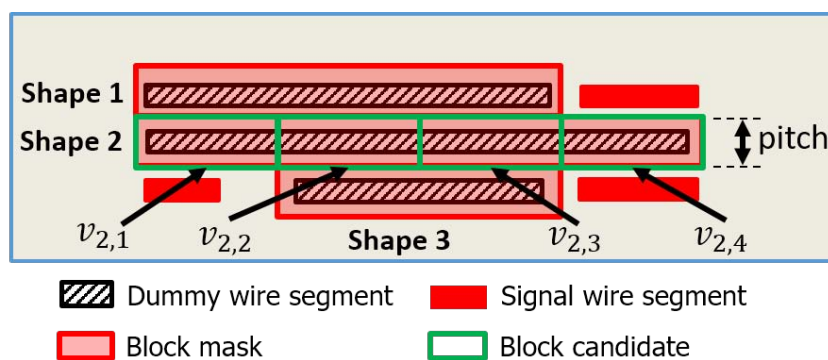 Shape 1
Shape 2
pitch
v2,1
v2,2
Shape 3
v2,3
v2,4
Dummy wire segment
Signal wire segment
Block mask
Block candidate